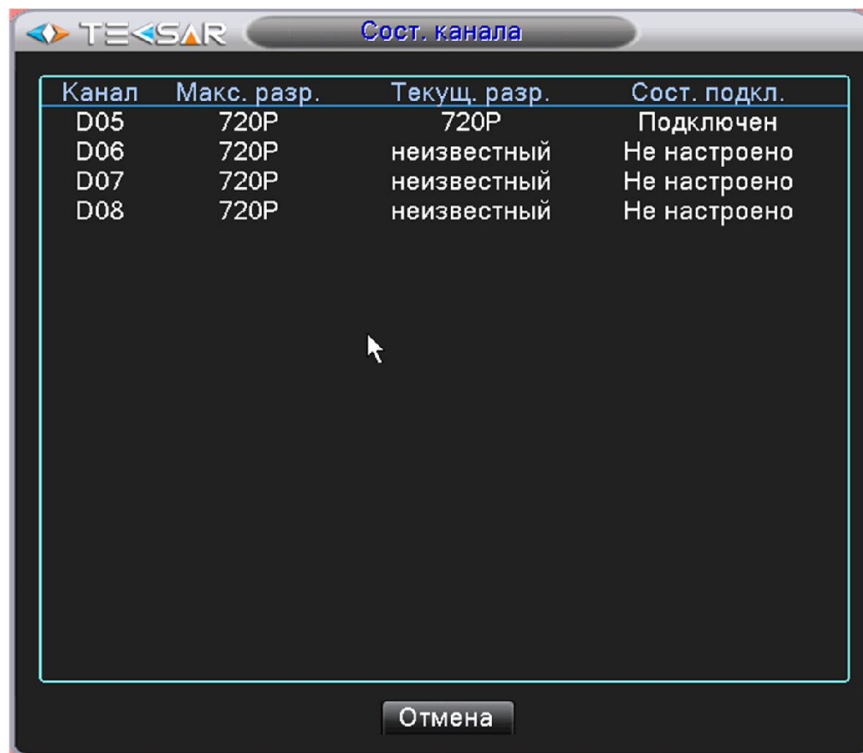 TECSAR Сост. канала
Канал Макс. разр. Текущ. разр. Сост. подкл.
D05 720P 720P Подключен
D06 720P неизвестный Не настроено
D07 720P неизвестный Не настроено
D08 720P неизвестный Не настроено
Отмена